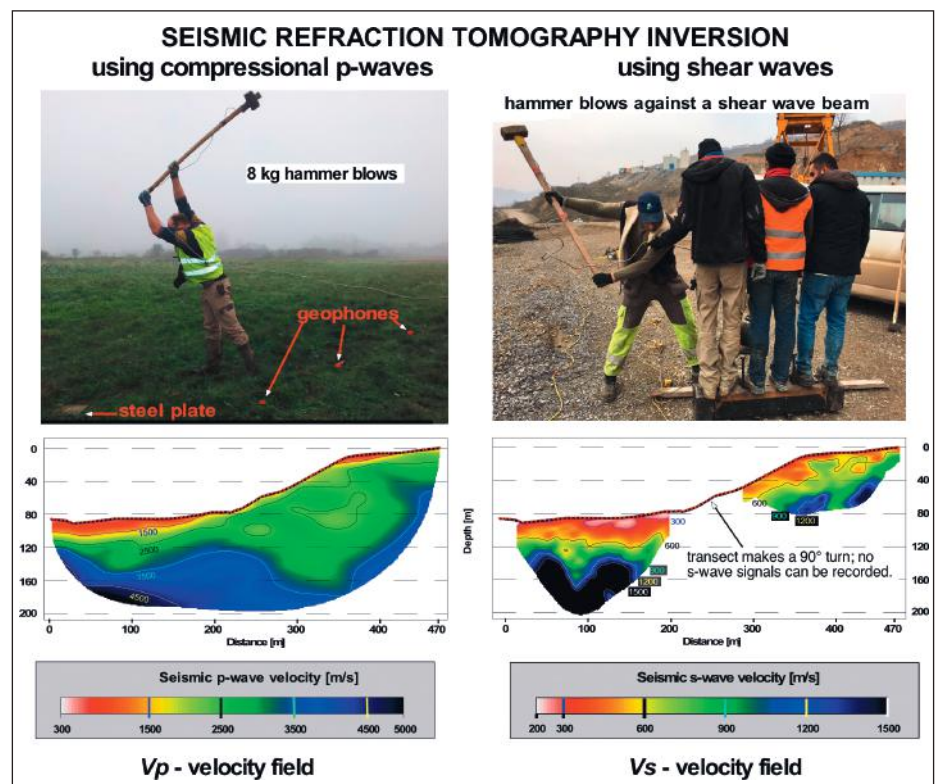 SEISMIC REFRACTION TOMOGRAPHY INVERSION
using compressional p-waves
using shear waves
8 kg hammer blows
geophones
steel plate
hammer blows against a shear wave beam
0
40
80
120
160
200
1500
2500
3500
4500
0 100 200 300 400 470
Distance [m]
Depth [m]
0
40
80
120
160
200
300
600
900
1200
1500
600
900
1200
transect makes a 90° turn; no
s-wave signals can be recorded.
0 100 200 300 400 470
Distance [m]
Seismic p-wave velocity [m/s]
300 1500 2500 3500 4500 5000
Vp - velocity field
Seismic s-wave velocity [m/s]
200 300 600 900 1200 1500
Vs - velocity field